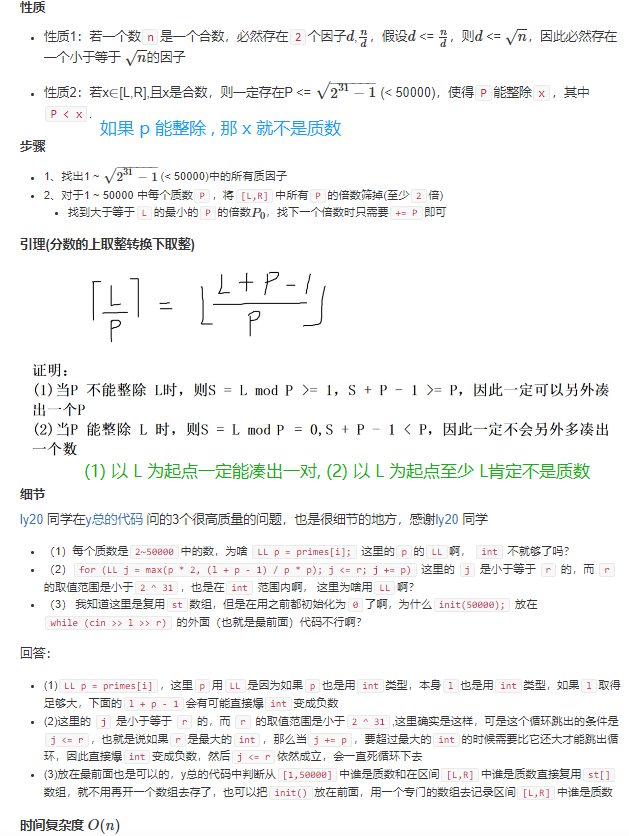 性质
• 性质1：若一个数 n 是一个合数，必然存在 2 个因子d, n/d，假设d <= n/d，则d <= √n，因此必然存在
一个小于等于 √n的因子
• 性质2：若x∈[L,R],且x是合数，则一定存在P <= √(2^31 − 1) (< 50000)，使得 P 能整除 x ，其中
P < x .
如果 p 能整除 , 那 x 就不是质数
步骤
• 1、找出1 ~ √(2^31 − 1) (< 50000)中的所有质因子
• 2、对于1 ~ 50000 中每个质数 P ，将 [L,R] 中所有 P 的倍数筛掉(至少 2 倍)
• 找到大于等于 L 的最小的 P 的倍数P₀，找下一个倍数时只需要 += P 即可
引理(分数的上取整转换下取整)
⌈L/P⌉ = ⌊(L+P-1)/P⌋
证明：
(1)当P 不能整除 L时，则S = L mod P >= 1，S + P - 1 >= P，因此一定可以另外凑
出一个P
(2)当P 能整除 L 时，则S = L mod P = 0,S + P - 1 < P，因此一定不会另外多凑出
一个数
(1) 以 L 为起点一定能凑出一对, (2) 以 L 为起点至少 L肯定不是质数
细节
ly20 同学在y总的代码 问的3个很高质量的问题，也是很细节的地方，感谢ly20 同学
• （1）每个质数是 2~50000 中的数，为啥 LL p = primes[i]; 这里的 p 的 LL 啊， int 不就够了吗？
• （2） for (LL j = max(p * 2, (l + p - 1) / p * p); j <= r; j += p) 这里的 j 是小于等于 r 的，而 r
的取值范围是小于 2 ^ 31 ，也是在 int 范围内啊，这里为啥用 LL 啊？
• （3） 我知道这里是复用 st 数组，但是在用之前都初始化为 0 了啊，为什么 init(50000); 放在
while (cin >> l >> r) 的外面（也就是最前面）代码不行啊？
回答：
• (1) LL p = primes[i] ，这里 p 用 LL 是因为如果 p 也是用 int 类型，本身 l 也是用 int 类型，如果 l 取得
足够大，下面的 l + p - 1 会有可能直接爆 int 变成负数
• (2)这里的 j 是小于等于 r 的，而 r 的取值范围是小于 2 ^ 31 ,这里确实是这样，可是这个循环跳出的条件是
j <= r ，也就是说如果 r 是最大的 int ，那么当 j += p ，要超过最大的 int 的时候需要比它还大才能跳出循
环，因此直接爆 int 变成负数，然后 j <= r 依然成立，会一直死循环下去
• (3)放在最前面也是可以的，y总的代码中判断从 [1,50000] 中谁是质数和在区间 [L,R] 中谁是质数直接复用 st[]
数组，就不用再开一个数组去存了，也可以把 init() 放在前面，用一个专门的数组去记录区间 [L,R] 中谁是质数
时间复杂度 O(n)